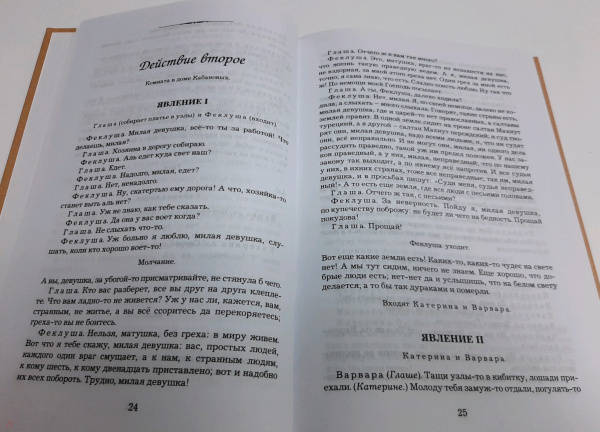 Действие второе
Комната в доме Кабановых.
ЯВЛЕНИЕ I
Глаша (собирает платье в узлы) и Феклуша (входит).
Феклуша. Милая девушка, всё-то ты за работой! Что
делаешь, милая?
Глаша. Хозяина в дорогу собираю.
Феклуша. Аль едет куда свет наш?
Глаша. Едет.
Феклуша. Надолго, милая, едет?
Глаша. Нет, ненадолго.
Феклуша. Ну, скатертью ему дорога! А что, хозяйка-то
станет выть аль нет?
Глаша. Уж не знаю, как тебе сказать.
Феклуша. Да она у вас воет когда?
Глаша. Не слыхать что-то.
Феклуша. Уж больно я люблю, милая девушка, слу-
шать, коли кто хорошо воет-то!
Молчание.
А вы, девушка, за убогой-то присматривайте, не стянула б чего.
Глаша. Кто вас разберет, все вы друг на друга клепле-
те. Что вам ладно-то не живется? Уж у нас ли, кажется, вам,
странным, не житье, а вы всё ссоритесь да перекоряетесь;
греха-то вы не боитесь.
Феклуша. Нельзя, матушка, без греха: в миру живем.
Вот что я тебе скажу, милая девушка: вас, простых людей,
каждого один враг смущает, а к нам, к странным людям,
к кому шесть, к кому двенадцать приставлено; вот и надобно
их всех побороть. Трудно, милая девушка!
24
Глаша. Отчего ж к вам так много?
Феклуша. Это, матушка, враг-то из ненависти на нас,
что жизнь такую праведную ведем. А я, милая девушка,
не вздорная, за мной этого греха нет. Один грех за мной есть
точно, я сама знаю, что есть. Сладко поесть люблю. Ну так что
ж! По немощи моей Господь посылает.
Глаша. А ты, Феклуша, далеко ходила?
Феклуша. Нет, милая. Я, по своей немощи, далеко не хо-
дила; а слыхать — много слыхала. Говорят, такие страны есть,
милая девушка, где и царей-то нет православных, а салтаны
землей правят. В одной земле сидит на троне салтан Махнут
турецкий, а в другой — салтан Махнут персидский; и суд тво-
рят они, милая девушка, надо всеми людьми, и, что ни судят
они, всё неправильно. И не могут они, милая, ни одного дела
рассудить праведно, такой уж им предел положен. У нас за-
кон праведный, а у них, милая, неправедный; что по нашему
закону так выходит, а по-ихнему всё напротив. И все судьи
у них, в ихних странах, тоже все неправедные; так им, милая
девушка, и в просьбах пишут: «Суди меня, судья неправед-
ный!» А то есть еще земля, где все люди с песьими головами.
Глаша. Отчего ж так, с песьими?
Феклуша. За неверность. Пойду я, милая девушка,
по купечеству поброжу: не будет ли чего на бедность. Прощай
покудова!
Глаша. Прощай!
Феклуша уходит.
Вот еще какие земли есть! Каких-то, каких-то чудес на свете
нет! А мы тут сидим, ничего не знаем. Еще хорошо, что до-
брые люди есть; нет-нет да и услышишь, что на белом свету
делается; а то бы так дураками и померли.
Входят Катерина и Варвара
ЯВЛЕНИЕ II
Катерина и Варвара
Варвара (Глаше). Тащи узлы-то в кибитку, лошади при-
ехали. (Катерине.) Молоду тебя замуж-то отдали, погулять-то
25